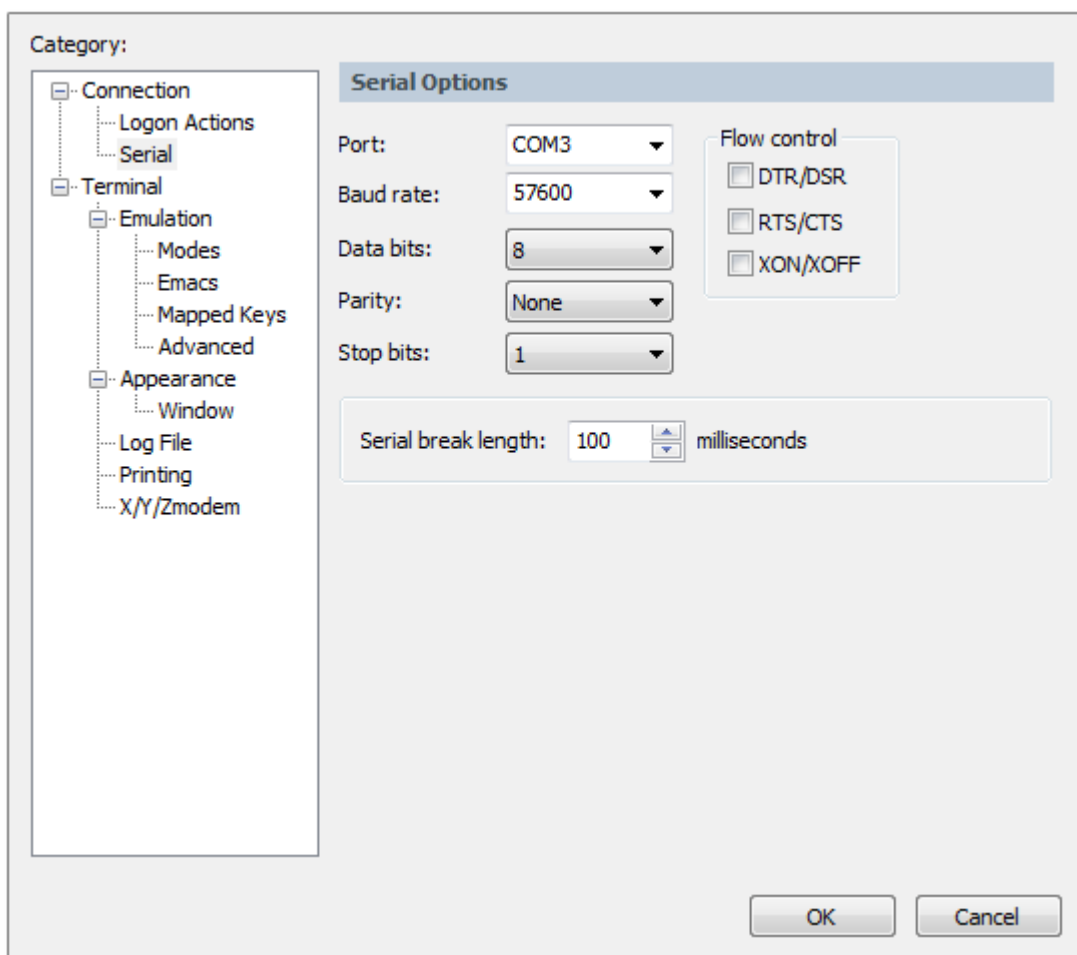 Category:
Connection
Logon Actions
Serial
Terminal
Emulation
Modes
Emacs
Mapped Keys
Advanced
Appearance
Window
Log File
Printing
X/Y/Zmodem
Serial Options
Port: COM3
Baud rate: 57600
Data bits: 8
Parity: None
Stop bits: 1
Flow control
DTR/DSR
RTS/CTS
XON/XOFF
Serial break length: 100 milliseconds
OK Cancel